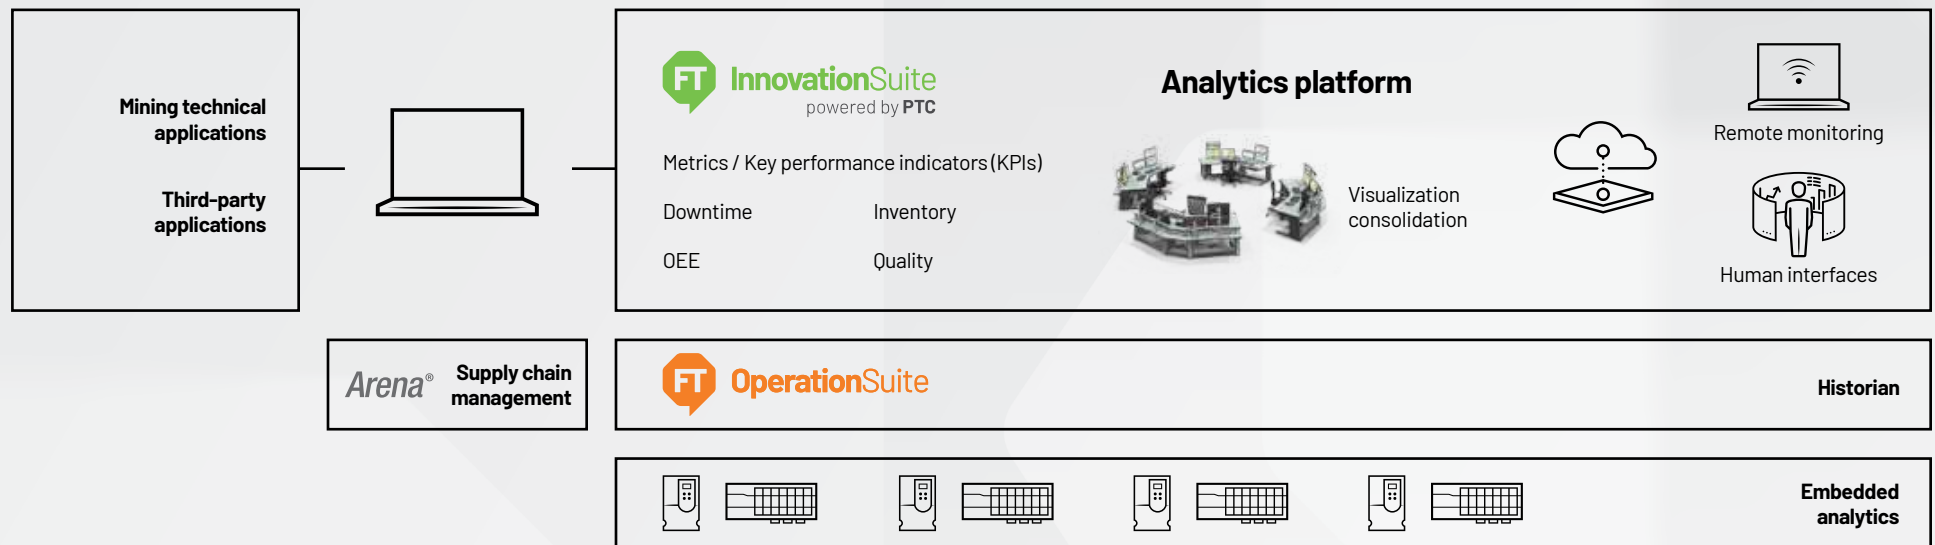 Mining technical
applications
Third-party
applications
FT InnovationSuite
powered by PTC
Metrics / Key performance indicators (KPIs)
Downtime
Inventory
OEE
Quality
Analytics platform
Visualization
consolidation
Remote monitoring
Human interfaces
Arena®
Supply chain
management
FT OperationSuite
Historian
Embedded
analytics